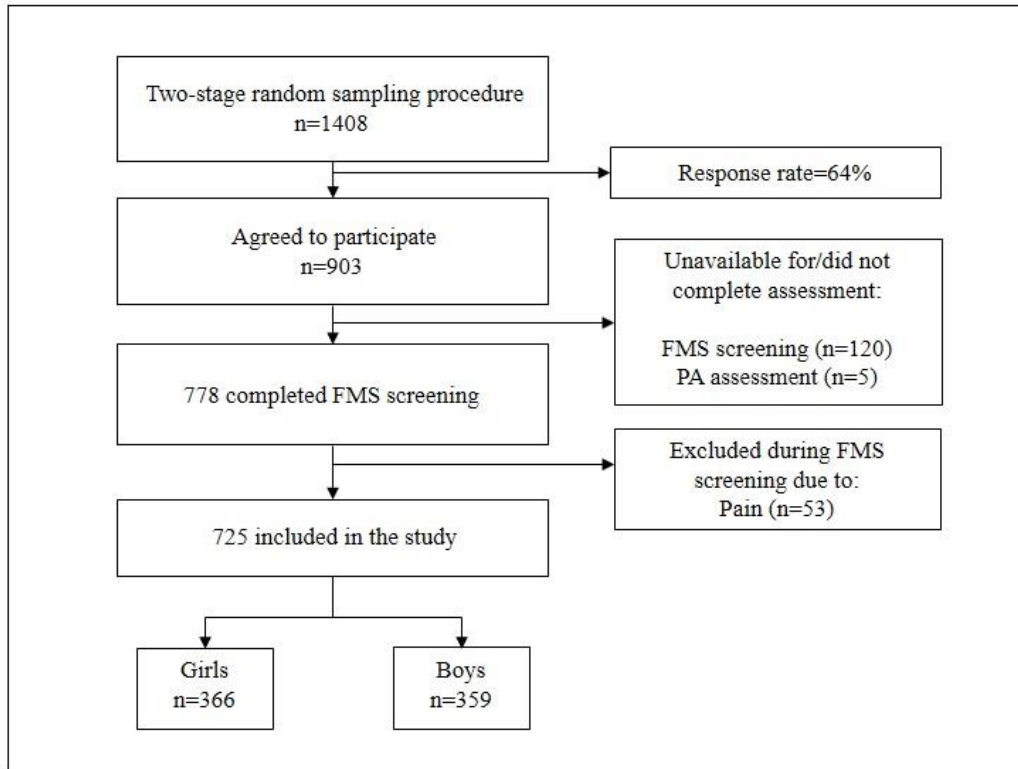 Two-stage random sampling procedure
n=1408
Response rate=64%
Agreed to participate
n=903
Unavailable for/did not
complete assessment:
FMS screening (n=120)
PA assessment (n=5)
778 completed FMS screening
Excluded during FMS
screening due to:
Pain (n=53)
725 included in the study
Girls
n=366
Boys
n=359